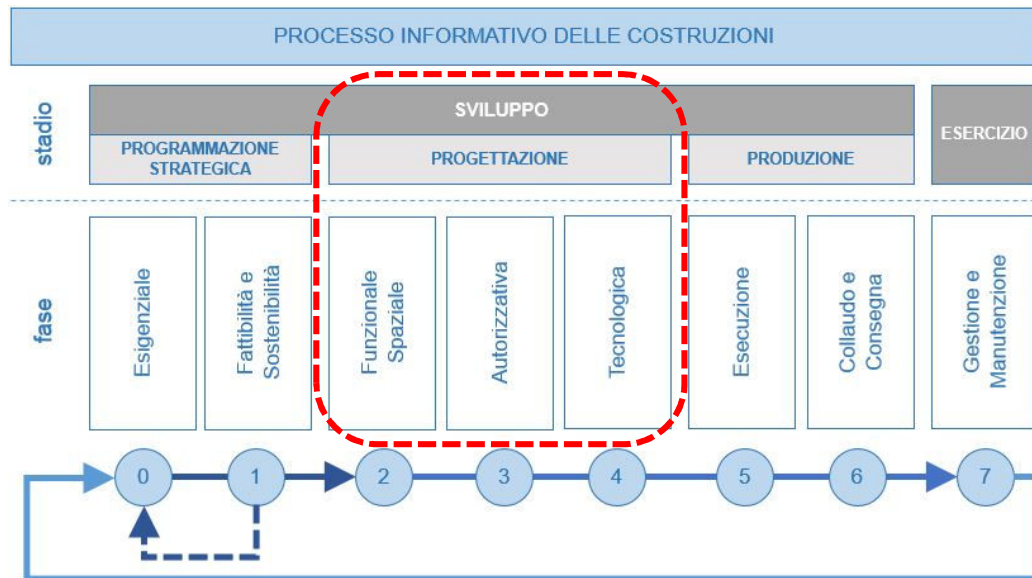 PROCESSO INFORMATIVO DELLE COSTRUZIONI
stadio
SVILUPPO
ESERCIZIO
PROGRAMMAZIONE
STRATEGICA
PROGETTAZIONE
PRODUZIONE
fase
Esigenziale
Fattibilità e
Sostenibilità
Funzionale
Spaziale
Autorizzativa
Tecnologica
Esecuzione
Collaudo e
Consegna
Gestione e
Manutenzione
0 1 2 3 4 5 6 7